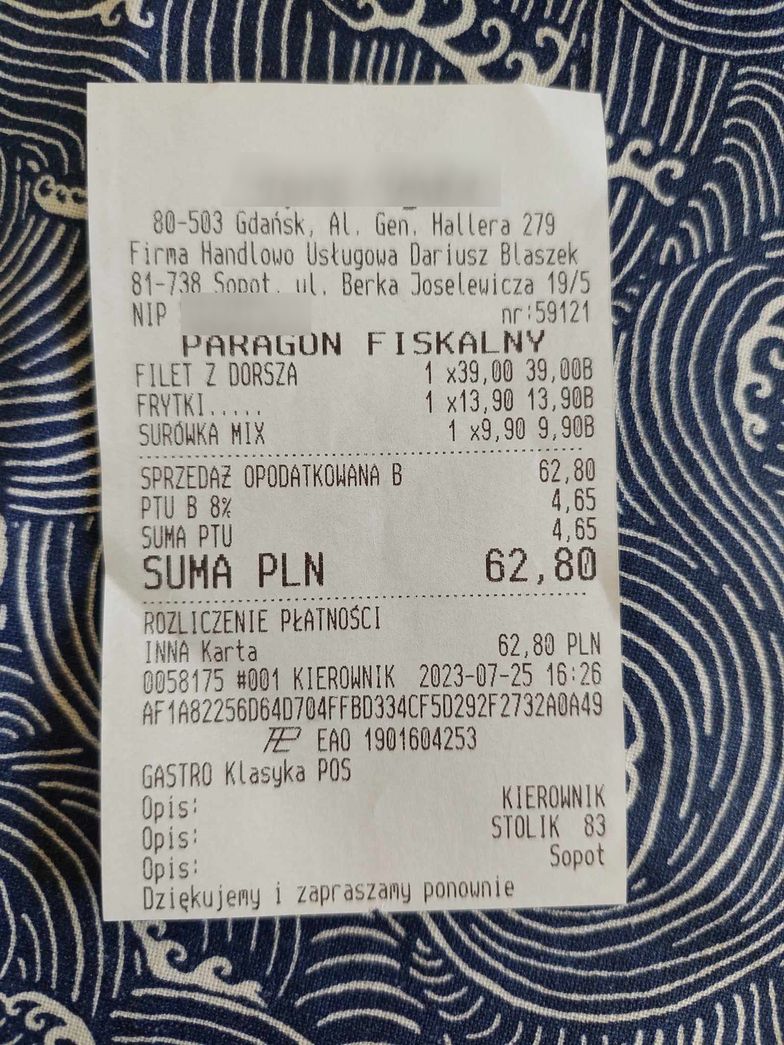 80-503 Gdańsk, Al. Gen. Hallera 279
Firma Handlowo Usługowa Dariusz Blaszek
81-738 Sopot, ul. Berka Joselewicza 19/5
NIP nr:59121
PARAGON FISKALNY
FILET Z DORSZA 1 x39,00 39,00B
FRYTKI..... 1 x13,90 13,90B
SURÓWKA MIX 1 x9,90 9,90B
SPRZEDAŻ OPODATKOWANA B 62,80
PTU B 8% 4,65
SUMA PTU 4,65
SUMA PLN 62,80
ROZLICZENIE PŁATNOŚCI
INNA Karta 62,80 PLN
0058175 #001 KIEROWNIK 2023-07-25 16:26
AF1A82256D64D704FFBD334CF5D292F2732A0A49
EAO 1901604253
GASTRO Klasyka POS
Opis: KIEROWNIK
Opis: STOLIK 83
Opis: Sopot
Dziękujemy i zapraszamy ponownie